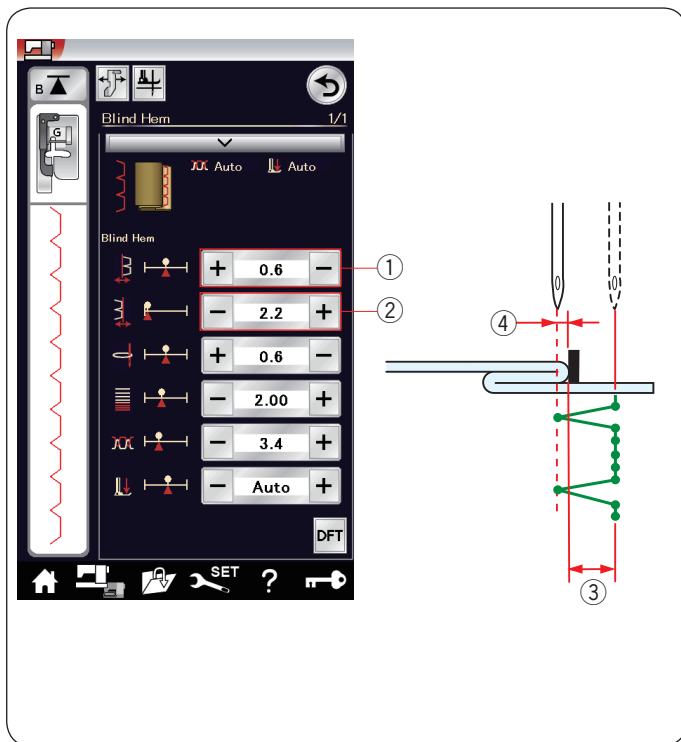 B
G
Blind Hem 1/1
Auto Auto
Blind Hem
+ 0.6 − ①
− 2.2 + ②
+ 0.6 −
− 2.00 +
− 3.4 +
− Auto +
DFT
SET ?
④
③